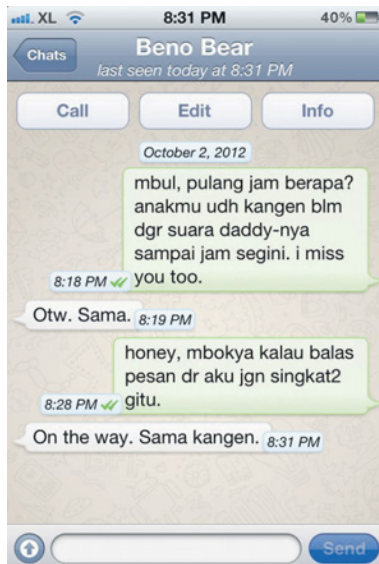 XL 8:31 PM 40%
Chats
Beno Bear
last seen today at 8:31 PM
Call Edit Info
October 2, 2012
mbul, pulang jam berapa?
anakmu udh kangen blm
dgr suara daddy-nya
sampai jam segini. i miss
you too.
8:18 PM
Otw. Sama. 8:19 PM
honey, mbokya kalau balas
pesan dr aku jgn singkat2
gitu.
8:28 PM
On the way. Sama kangen. 8:31 PM
Send